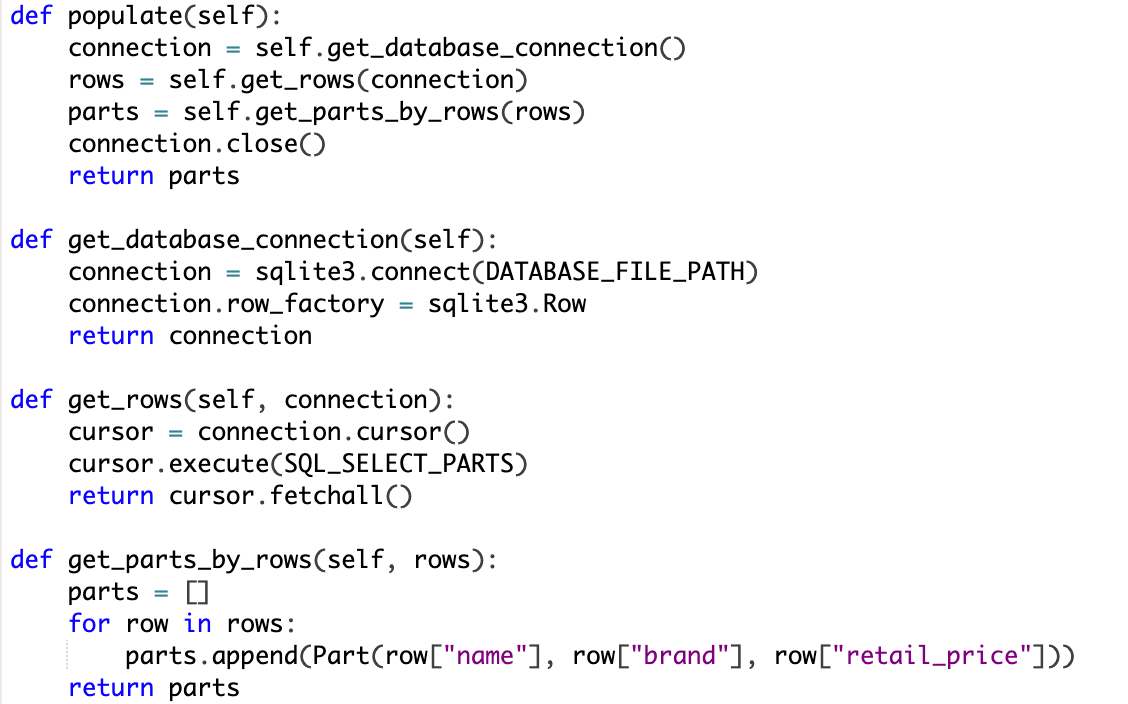 def populate(self):
    connection = self.get_database_connection()
    rows = self.get_rows(connection)
    parts = self.get_parts_by_rows(rows)
    connection.close()
    return parts

def get_database_connection(self):
    connection = sqlite3.connect(DATABASE_FILE_PATH)
    connection.row_factory = sqlite3.Row
    return connection

def get_rows(self, connection):
    cursor = connection.cursor()
    cursor.execute(SQL_SELECT_PARTS)
    return cursor.fetchall()

def get_parts_by_rows(self, rows):
    parts = []
    for row in rows:
        parts.append(Part(row["name"], row["brand"], row["retail_price"]))
    return parts